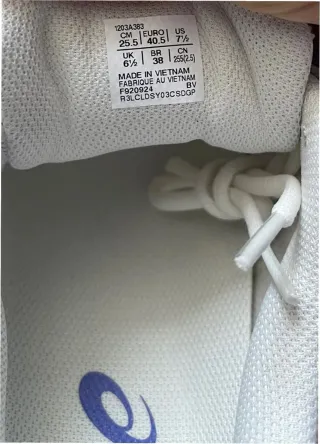 1203A383
CM EURO US
25.5 40.5 7½
UK BR CN
6½ 38 255(2.5)
MADE IN VIETNAM
FABRIQUE AU VIETNAM
F920924 BV
R3LCLDSY03CSDGP